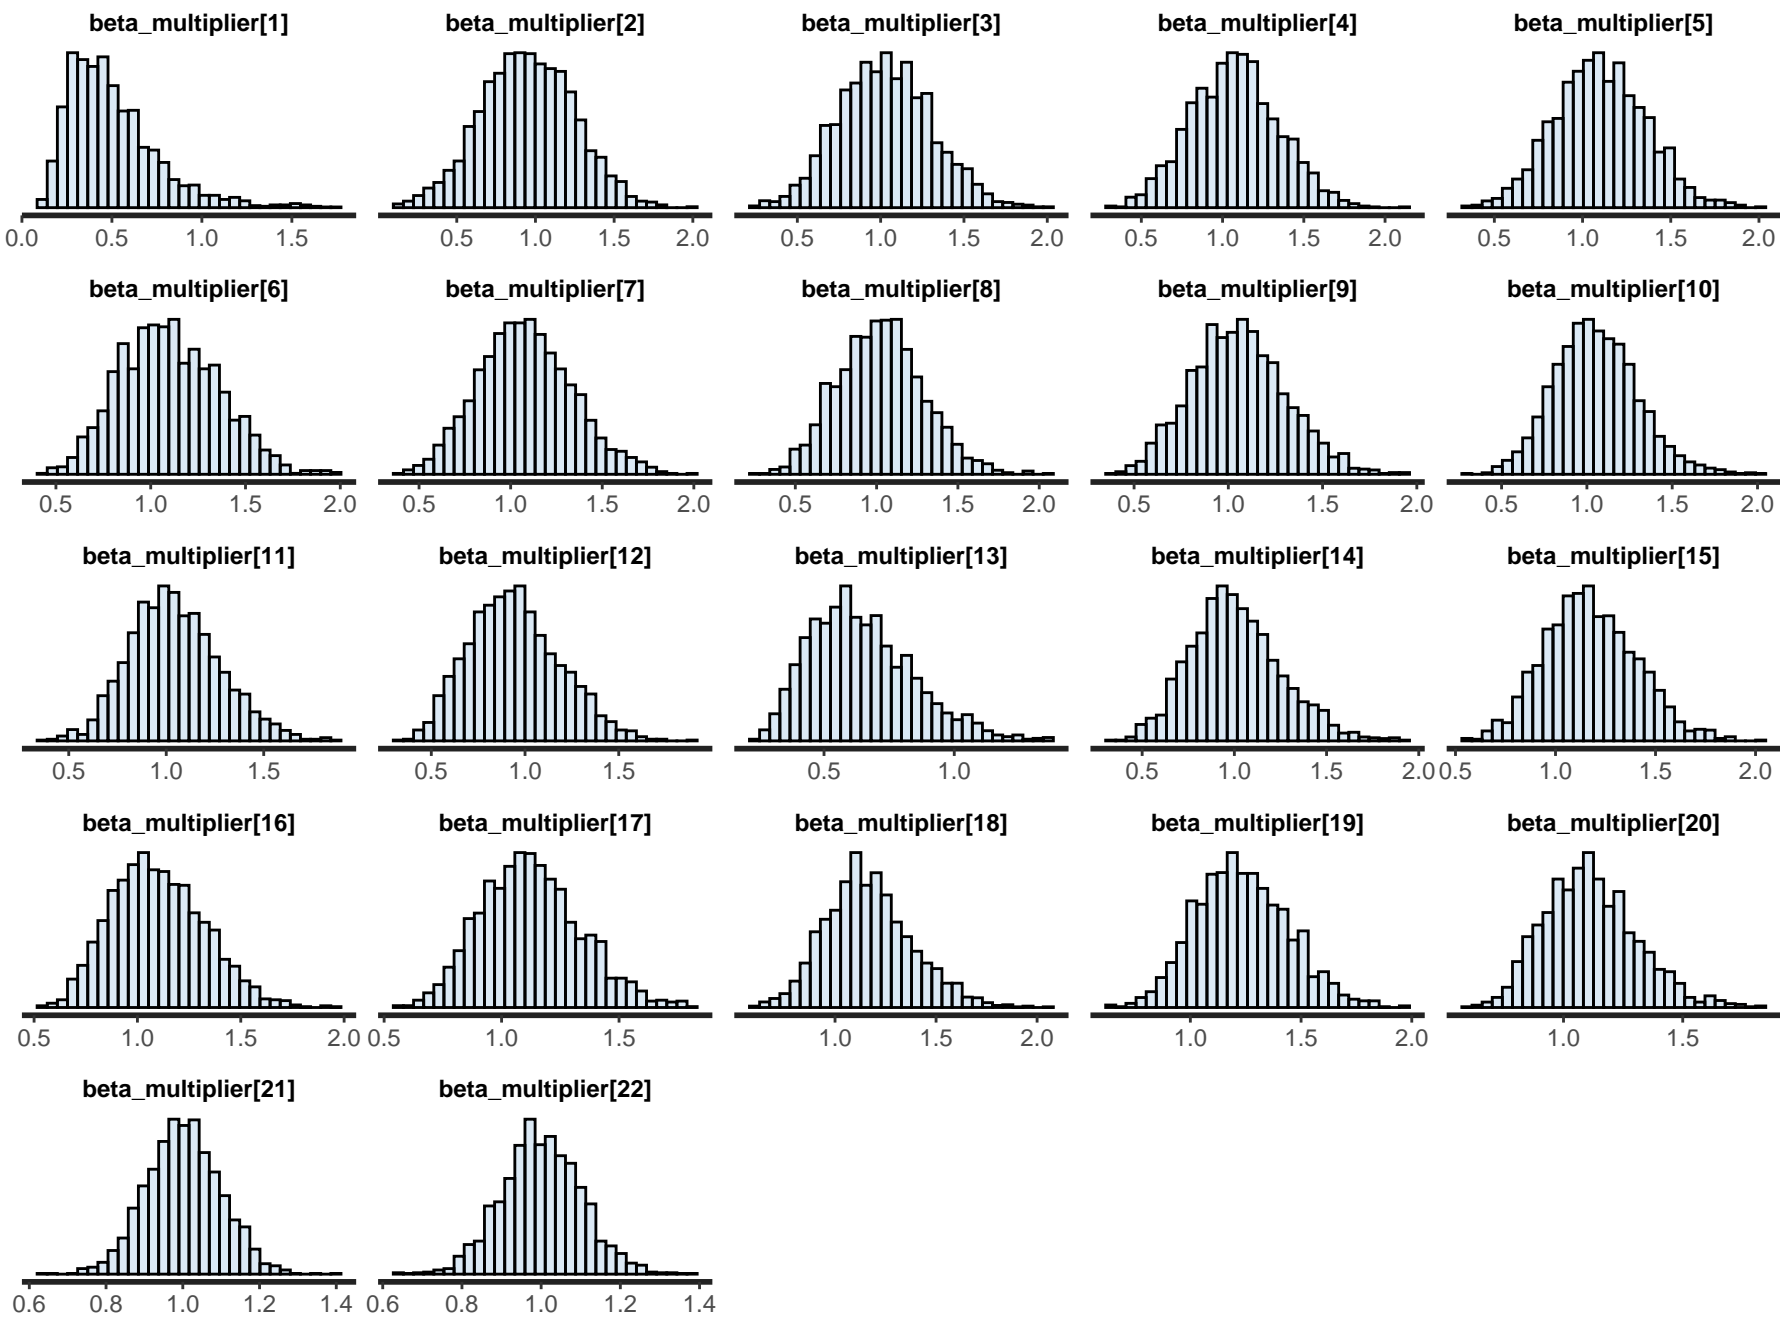 beta_multiplier[1] beta_multiplier[2] beta_multiplier[3] beta_multiplier[4] beta_multiplier[5]
0.0 0.5 1.0 1.5 0.5 1.0 1.5 2.0 0.5 1.0 1.5 2.0 0.5 1.0 1.5 2.0 0.5 1.0 1.5 2.0
beta_multiplier[6] beta_multiplier[7] beta_multiplier[8] beta_multiplier[9] beta_multiplier[10]
0.5 1.0 1.5 2.0 0.5 1.0 1.5 2.0 0.5 1.0 1.5 2.0 0.5 1.0 1.5 2.0 0.5 1.0 1.5 2.0
beta_multiplier[11] beta_multiplier[12] beta_multiplier[13] beta_multiplier[14] beta_multiplier[15]
0.5 1.0 1.5 0.5 1.0 1.5 0.5 1.0 0.5 1.0 1.5 2.0 0.5 1.0 1.5 2.0
beta_multiplier[16] beta_multiplier[17] beta_multiplier[18] beta_multiplier[19] beta_multiplier[20]
0.5 1.0 1.5 2.0 0.5 1.0 1.5 1.0 1.5 2.0 1.0 1.5 2.0 1.0 1.5
beta_multiplier[21] beta_multiplier[22]
0.6 0.8 1.0 1.2 1.4 0.6 0.8 1.0 1.2 1.4